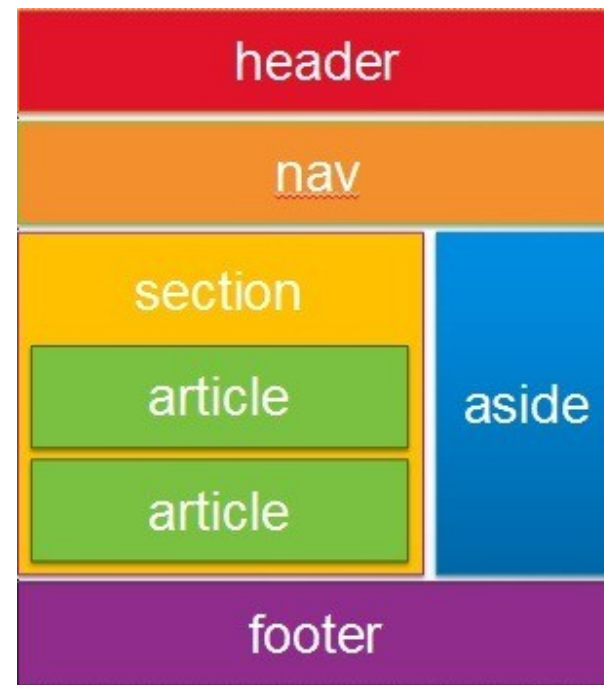 header
nav
section
article
article
aside
footer